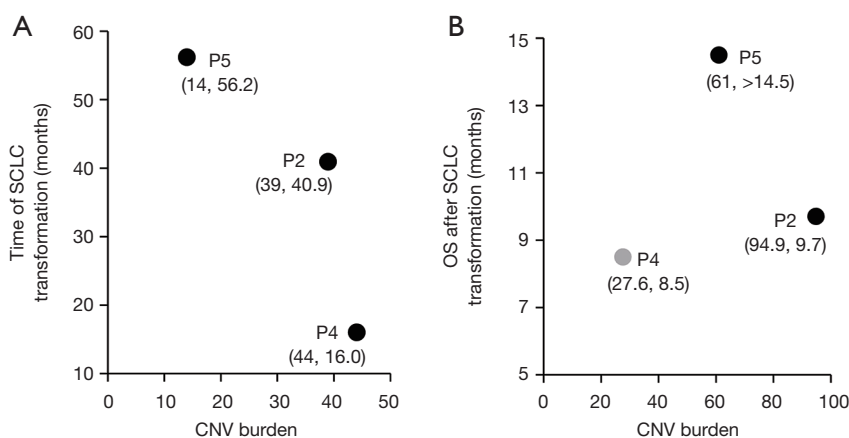 A
Time of SCLC
transformation (months)
60
50
40
30
20
10
P5
(14, 56.2)
P2
(39, 40.9)
P4
(44, 16.0)
0 10 20 30 40 50
CNV burden
B
OS after SCLC
transformation (months)
15
13
11
9
7
5
P5
(61, >14.5)
P2
(94.9, 9.7)
P4
(27.6, 8.5)
0 20 40 60 80 100
CNV burden